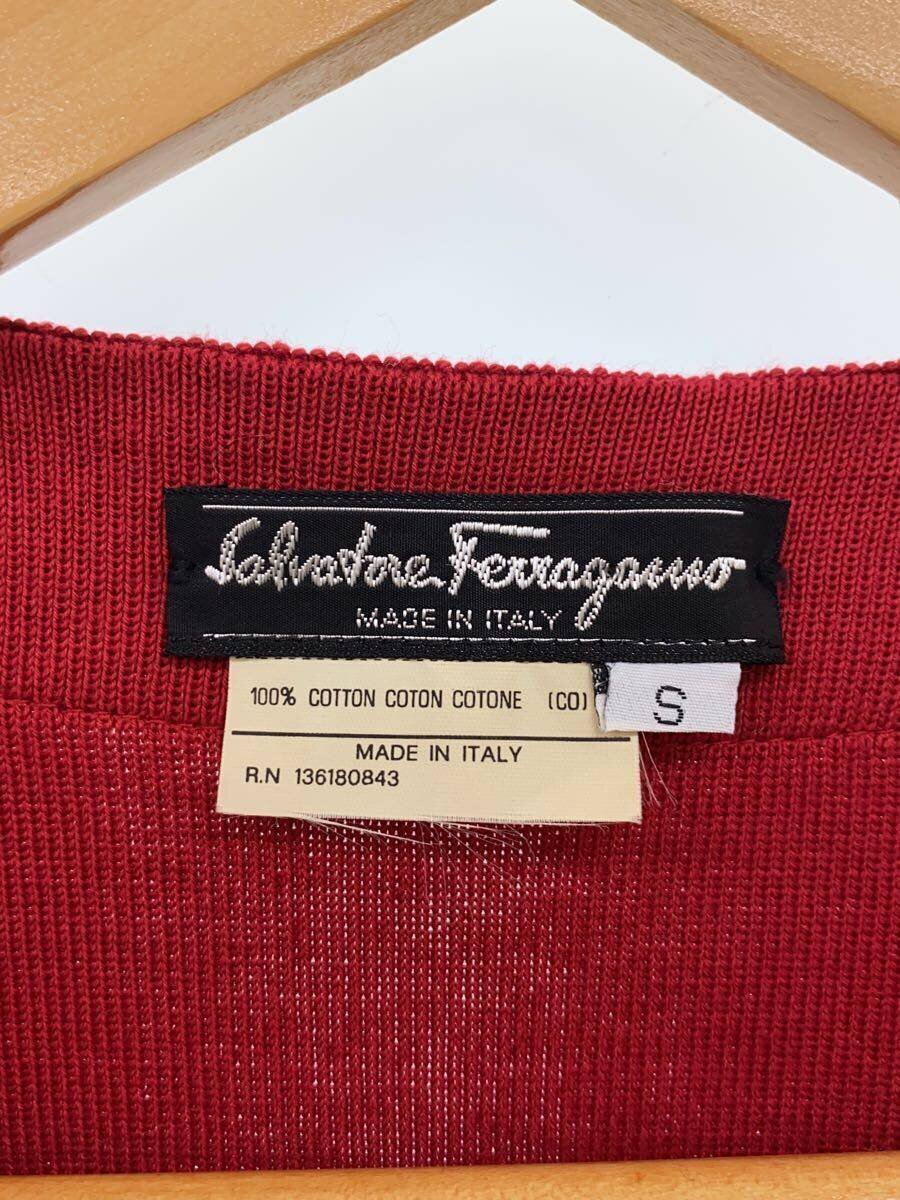 Salvatore Ferragamo
MADE IN ITALY
100% COTTON COTON COTONE (CO)
S
MADE IN ITALY
R.N 136180843